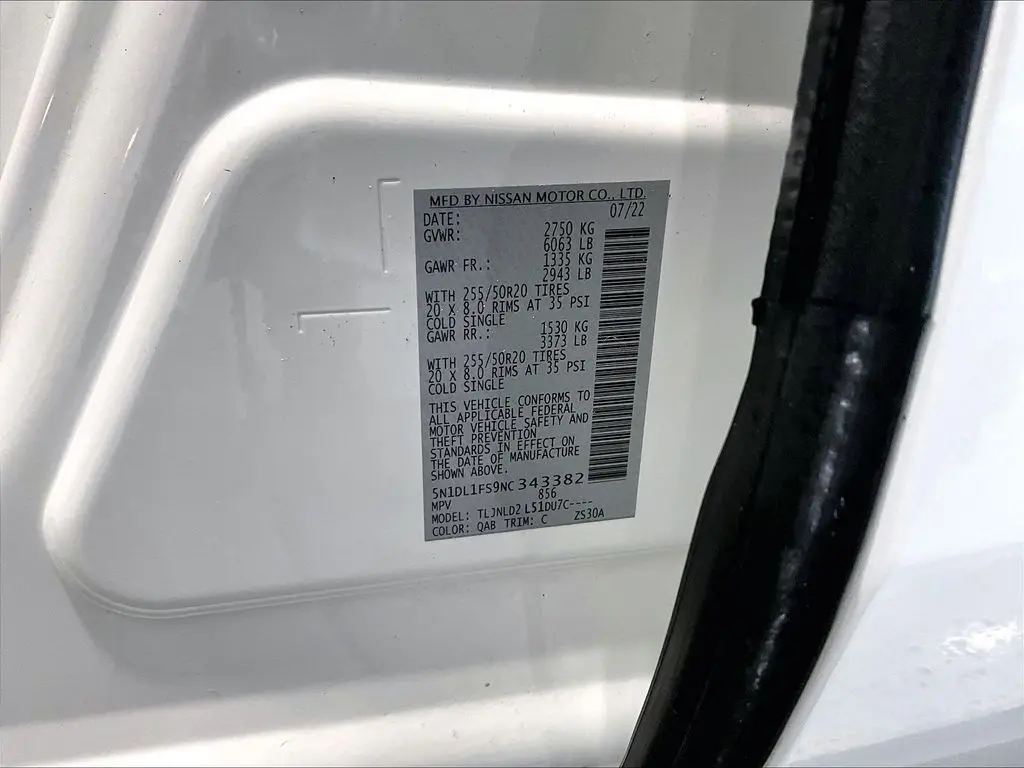 MFD BY NISSAN MOTOR CO., LTD.
DATE: 07/22
GVWR: 2750 KG
6063 LB
GAWR FR.: 1335 KG
2943 LB
WITH 255/50R20 TIRES
20 X 8.0 RIMS AT 35 PSI
COLD SINGLE
GAWR RR.: 1530 KG
3373 LB
WITH 255/50R20 TIRES
20 X 8.0 RIMS AT 35 PSI
COLD SINGLE
THIS VEHICLE CONFORMS TO
ALL APPLICABLE FEDERAL
MOTOR VEHICLE SAFETY AND
THEFT PREVENTION
STANDARDS IN EFFECT ON
THE DATE OF MANUFACTURE
SHOWN ABOVE.
5N1DL1FS9NC343382
MPV 856
MODEL: TLJNLD2 L51DU7C----
COLOR: QAB TRIM: C ZS30A